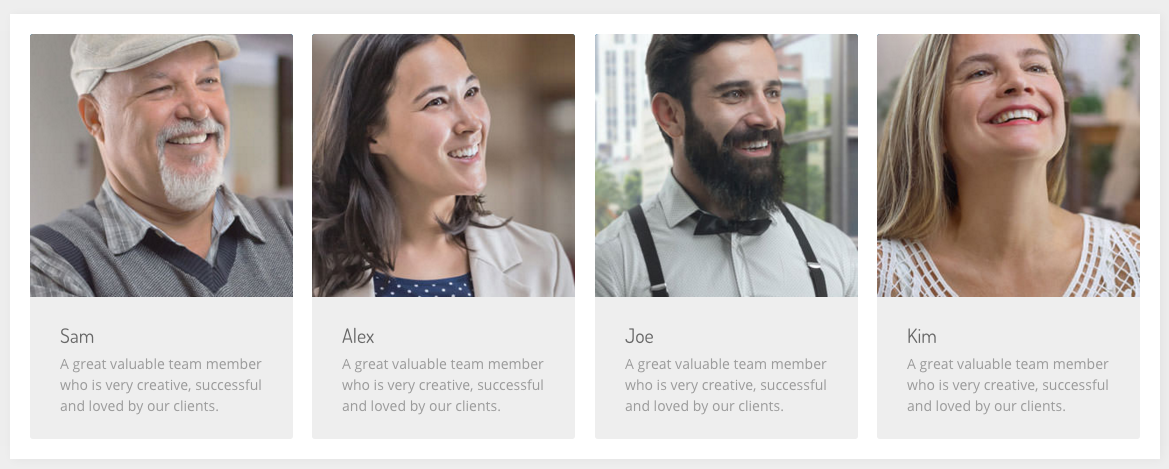 Sam
A great valuable team member
who is very creative, successful
and loved by our clients.
Alex
A great valuable team member
who is very creative, successful
and loved by our clients.
Joe
A great valuable team member
who is very creative, successful
and loved by our clients.
Kim
A great valuable team member
who is very creative, successful
and loved by our clients.